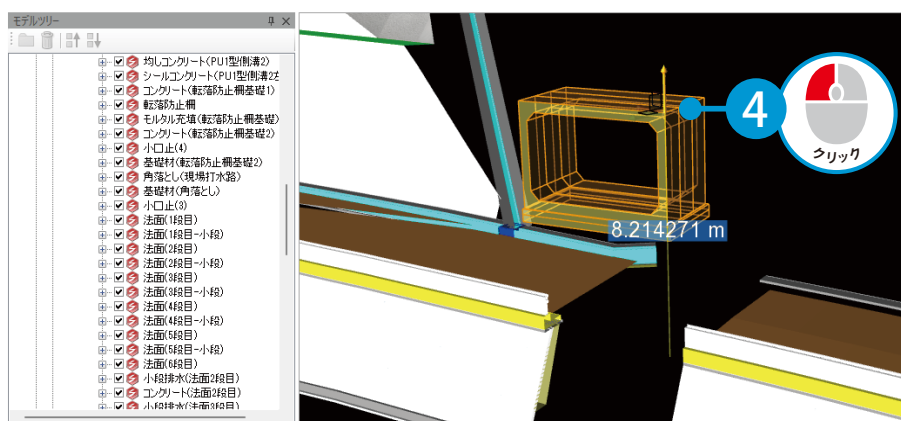 モデルツリー
均しコンクリート(PU1型側溝2)
シールコンクリート(PU1型側溝2左
コンクリート(転落防止柵基礎1)
転落防止柵
モルタル充填(転落防止柵基礎)
コンクリート(転落防止柵基礎2)
小口止(4)
基礎材(転落防止柵基礎2)
角落とし(現場打水路)
基礎材(角落とし)
小口止(3)
法面(1段目)
法面(1段目-小段)
法面(2段目)
法面(2段目-小段)
法面(3段目)
法面(3段目-小段)
法面(4段目)
法面(4段目-小段)
法面(5段目)
法面(5段目-小段)
法面(6段目)
小段排水(法面2段目)
コンクリート(法面2段目)
小段排水(法面3段目)
8.214271 m
4
クリック